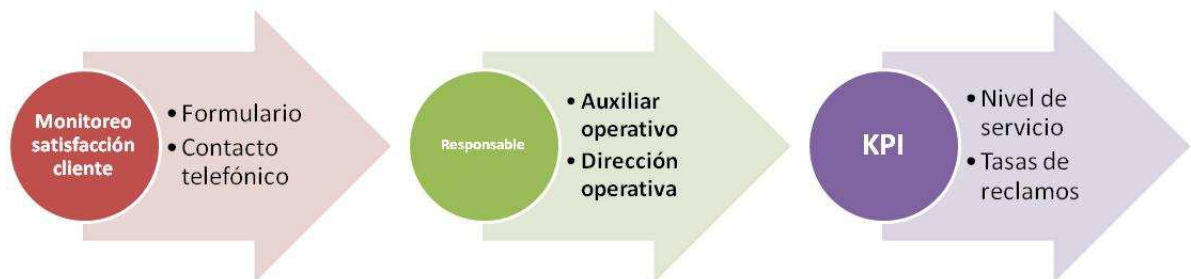 Monitoreo
satisfacción
cliente
• Formulario
• Contacto
telefónico
Responsable
• Auxiliar
operativo
• Dirección
operativa
KPI
• Nivel de
servicio
• Tasas de
reclamos